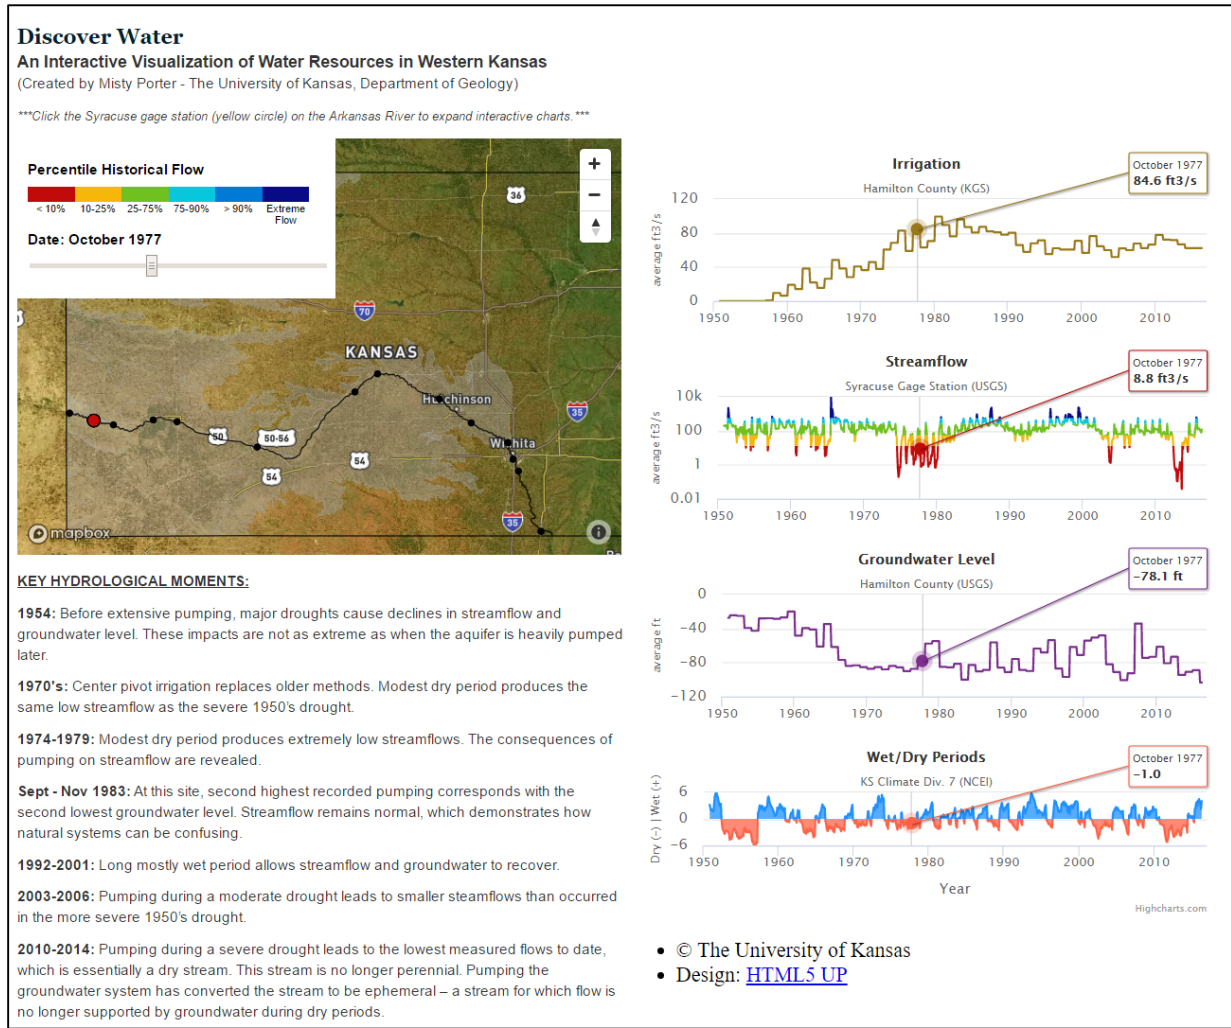 Discover Water
An Interactive Visualization of Water Resources in Western Kansas
(Created by Misty Porter - The University of Kansas, Department of Geology)
***Click the Syracuse gage station (yellow circle) on the Arkansas River to expand interactive charts.***
Percentile Historical Flow
< 10% 10-25% 25-75% 75-90% > 90% Extreme
Flow
Date: October 1977
+
−
36
70
KANSAS
Hutchinson
50
50-56
35
Wichita
54
54
35
mapbox
i
KEY HYDROLOGICAL MOMENTS:
1954: Before extensive pumping, major droughts cause declines in streamflow and
groundwater level. These impacts are not as extreme as when the aquifer is heavily pumped
later.
1970's: Center pivot irrigation replaces older methods. Modest dry period produces the
same low streamflow as the severe 1950's drought.
1974-1979: Modest dry period produces extremely low streamflows. The consequences of
pumping on streamflow are revealed.
Sept - Nov 1983: At this site, second highest recorded pumping corresponds with the
second lowest groundwater level. Streamflow remains normal, which demonstrates how
natural systems can be confusing.
1992-2001: Long mostly wet period allows streamflow and groundwater to recover.
2003-2006: Pumping during a moderate drought leads to smaller steamflows than occurred
in the more severe 1950's drought.
2010-2014: Pumping during a severe drought leads to the lowest measured flows to date,
which is essentially a dry stream. This stream is no longer perennial. Pumping the
groundwater system has converted the stream to be ephemeral – a stream for which flow is
no longer supported by groundwater during dry periods.
Irrigation
Hamilton County (KGS)
October 1977
84.6 ft3/s
average ft3/s
120
80
40
0
1950 1960 1970 1980 1990 2000 2010
Streamflow
Syracuse Gage Station (USGS)
October 1977
8.8 ft3/s
average ft3/s
10k
100
1
0.01
1950 1960 1970 1980 1990 2000 2010
Groundwater Level
Hamilton County (USGS)
October 1977
−78.1 ft
average ft
0
−40
−80
−120
1950 1960 1970 1980 1990 2000 2010
Wet/Dry Periods
KS Climate Div. 7 (NCEI)
October 1977
−1.0
Dry (−) | Wet (+)
6
0
−6
1950 1960 1970 1980 1990 2000 2010
Year
Highcharts.com
• © The University of Kansas
• Design: HTML5 UP